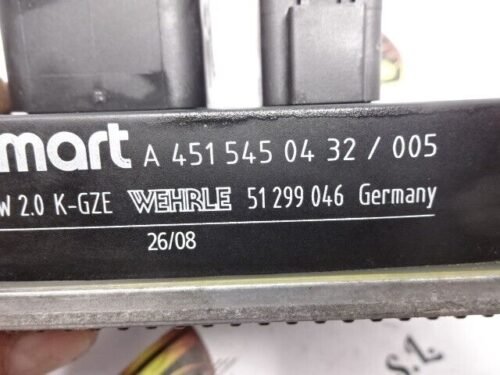 mart A 451 545 04 32 / 005
w 2.0 K-GZE WEHRLE 51 299 046 Germany
26/08
S.Z.